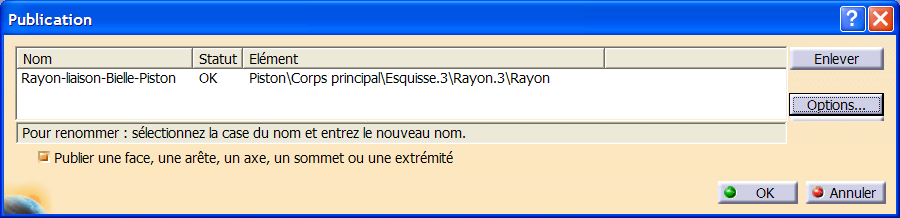 Publication
Nom Statut Elément
Rayon-liaison-Bielle-Piston OK Piston\Corps principal\Esquisse.3\Rayon.3\Rayon
Enlever
Options...
Pour renommer : sélectionnez la case du nom et entrez le nouveau nom.
Publier une face, une arête, un axe, un sommet ou une extrémité
OK Annuler